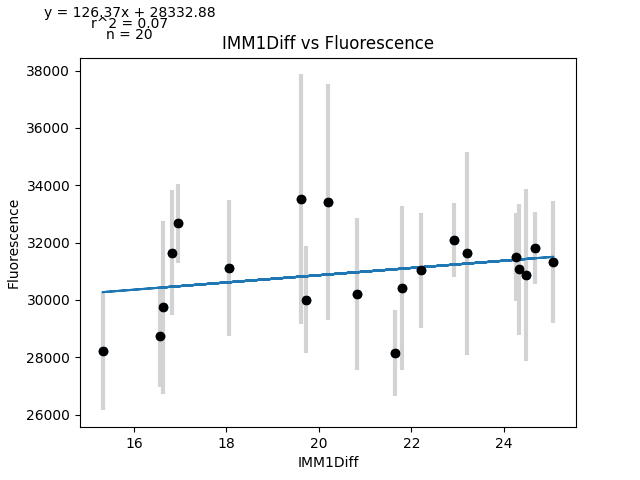 y = 126.37x + 28332.88
r^2 = 0.07
n = 20
IMM1Diff vs Fluorescence
38000
36000
34000
32000
30000
28000
26000
Fluorescence
16 18 20 22 24
IMM1Diff